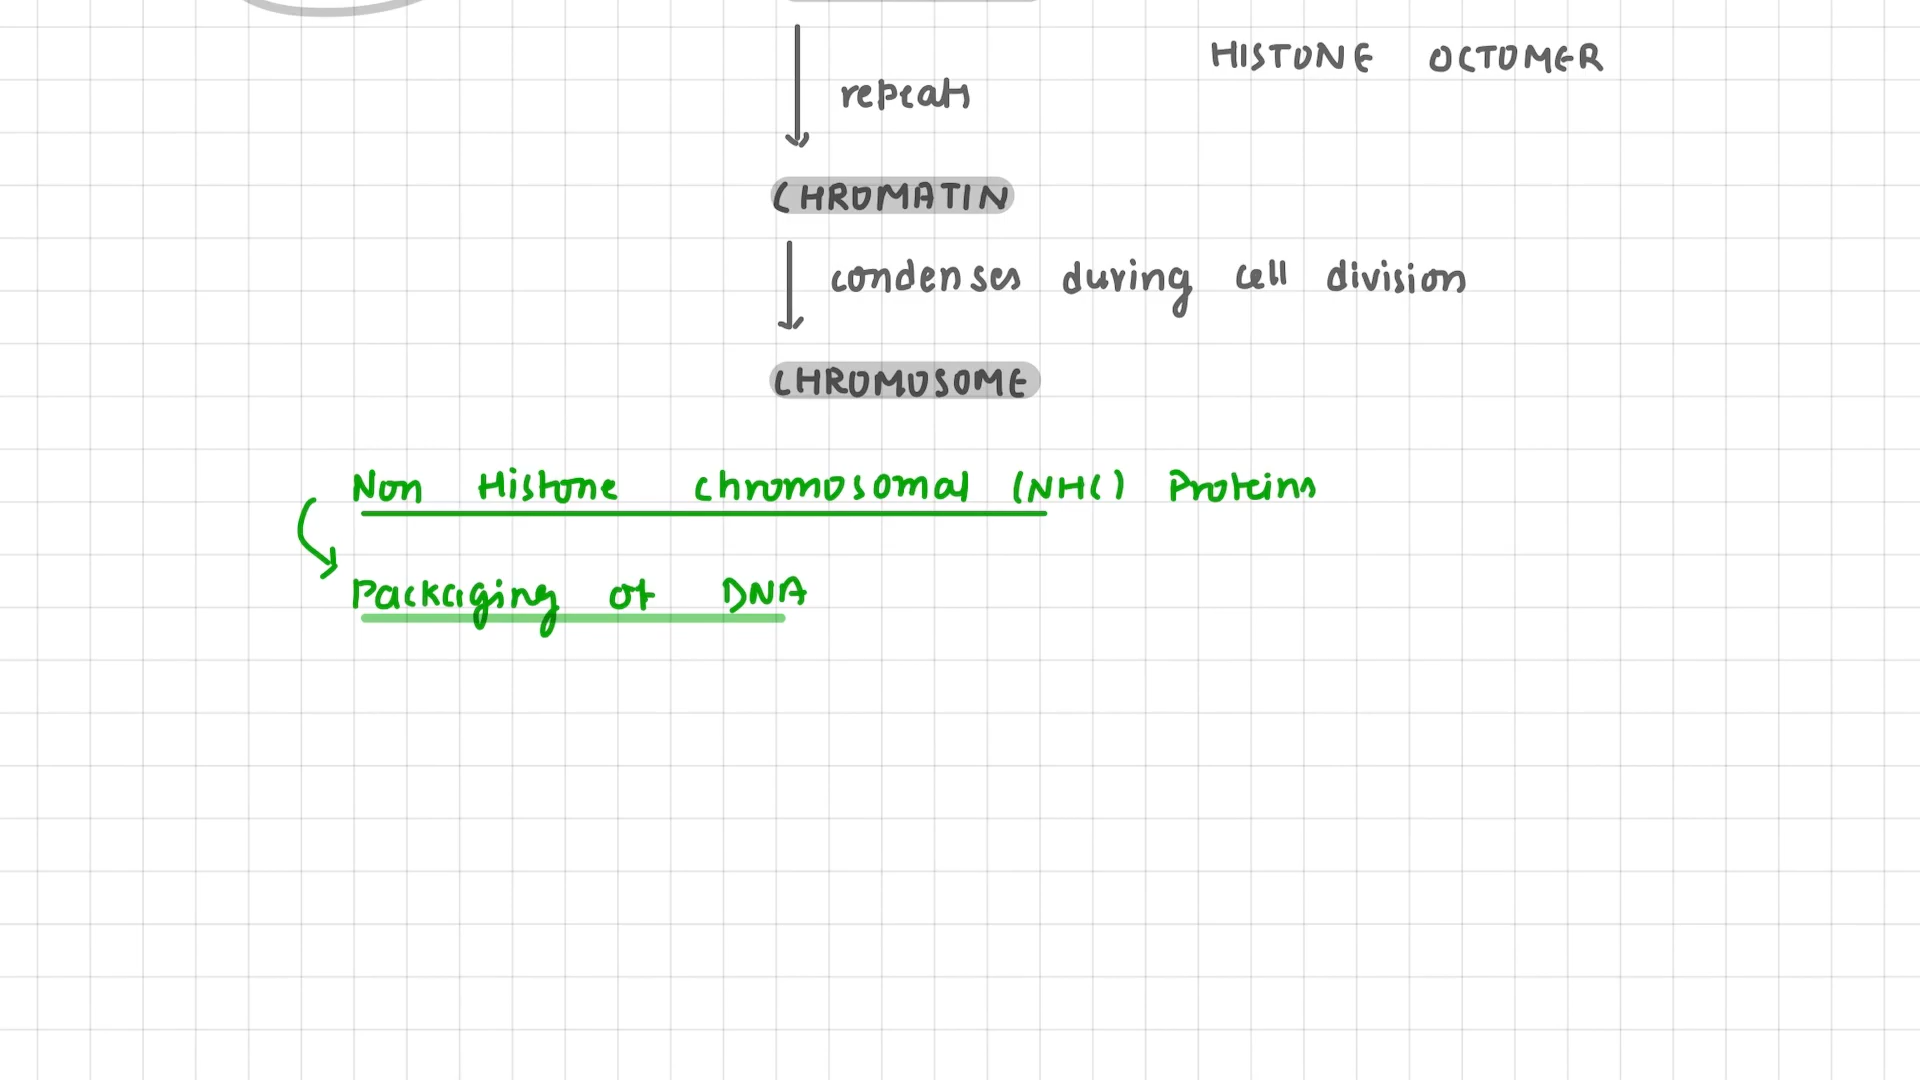 HISTONE OCTOMER
repeats
CHROMATIN
condenses during cell division
CHROMOSOME
Non Histone chromosomal (NHC) Proteins
Packaging of DNA